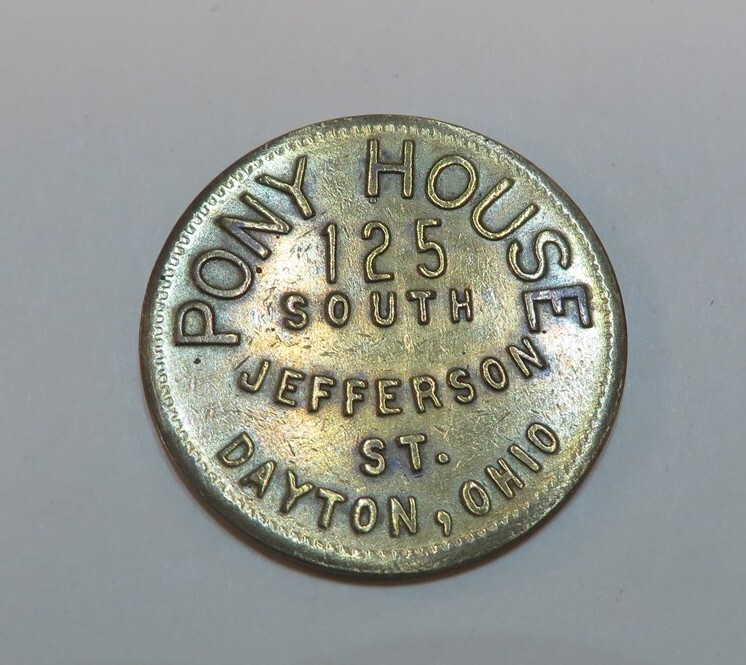 PONY HOUSE
125
SOUTH
JEFFERSON
ST.
DAYTON, OHIO